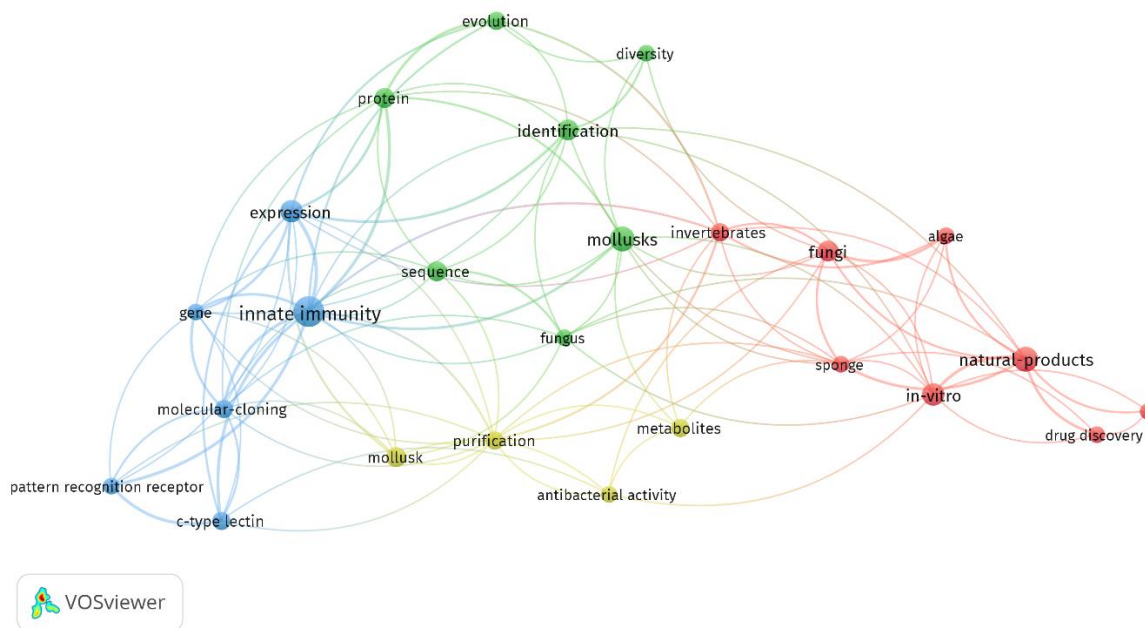 evolution
diversity
protein
identification
expression
mollusks
invertebrates
algae
fungi
sequence
gene
innate immunity
fungus
natural-products
sponge
in-vitro
molecular-cloning
metabolites
drug discovery
purification
mollusk
pattern recognition receptor
antibacterial activity
c-type lectin
VOSviewer